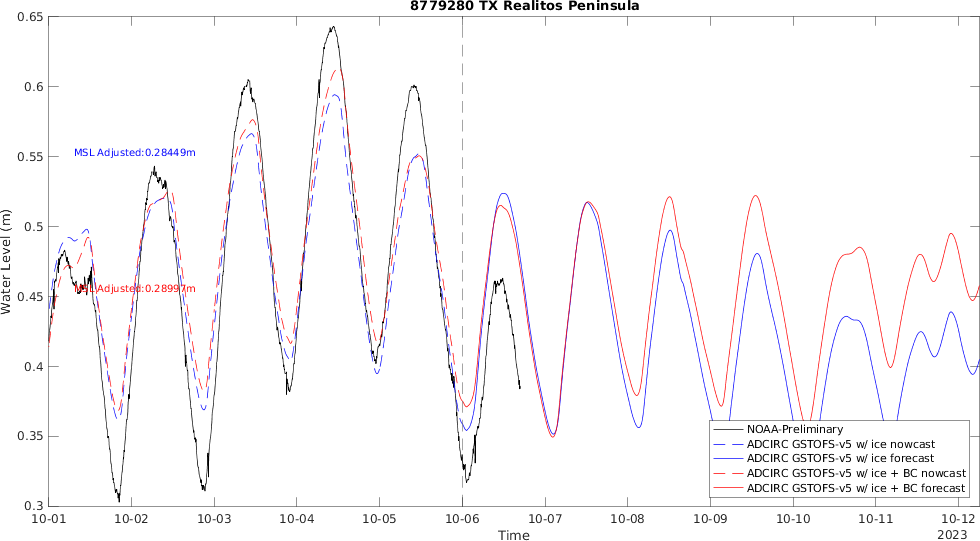 8779280 TX Realitos Peninsula
0.65
0.6
0.55
0.5
0.45
0.4
0.35
0.3
Water Level (m)
MSL Adjusted:0.28449m
MSL Adjusted:0.28997m
NOAA-Preliminary
ADCIRC GSTOFS-v5 w/ ice nowcast
ADCIRC GSTOFS-v5 w/ ice forecast
ADCIRC GSTOFS-v5 w/ ice + BC nowcast
ADCIRC GSTOFS-v5 w/ ice + BC forecast
10-01 10-02 10-03 10-04 10-05 10-06 10-07 10-08 10-09 10-10 10-11 10-12
Time
2023